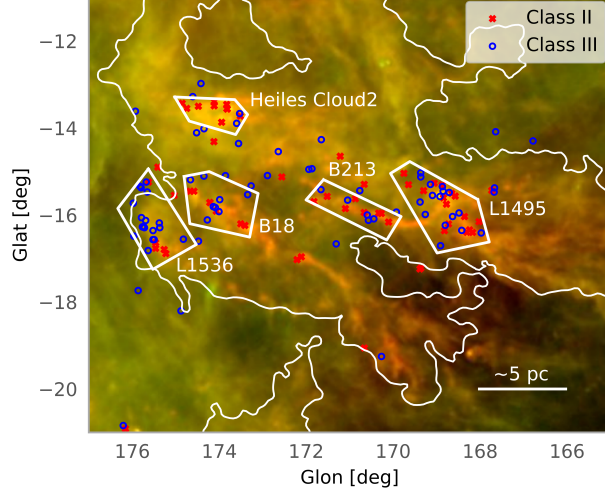 Class II
Class III
−12
−14
−16
−18
−20
Glat [deg]
Heiles Cloud2
B213
L1495
B18
L1536
~5 pc
176 174 172 170 168 166
Glon [deg]